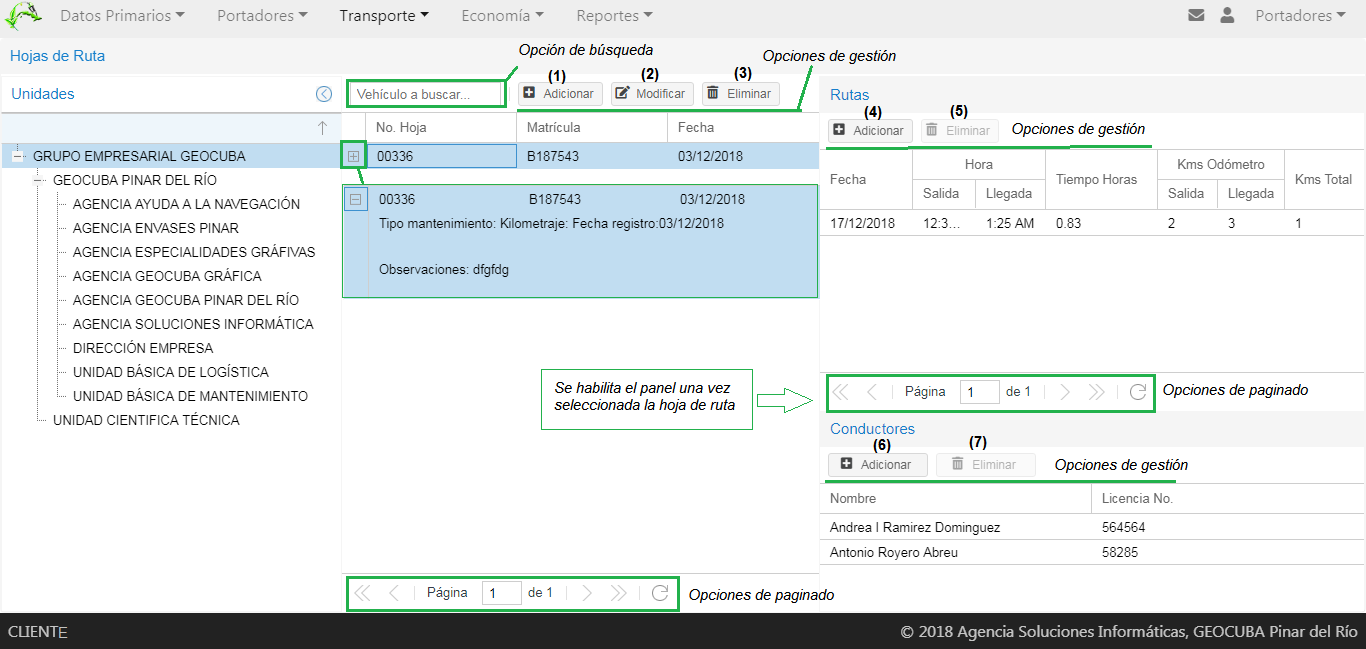 Datos Primarios Portadores Transporte Economía Reportes Portadores
Hojas de Ruta
Opción de búsqueda
Opciones de gestión
Unidades
Vehículo a buscar...
(1) (2) (3)
Adicionar Modificar Eliminar
No. Hoja Matrícula Fecha
GRUPO EMPRESARIAL GEOCUBA
GEOCUBA PINAR DEL RÍO
AGENCIA AYUDA A LA NAVEGACIÓN
AGENCIA ENVASES PINAR
AGENCIA ESPECIALIDADES GRÁFIVAS
AGENCIA GEOCUBA GRÁFICA
AGENCIA GEOCUBA PINAR DEL RÍO
AGENCIA SOLUCIONES INFORMÁTICA
DIRECCIÓN EMPRESA
UNIDAD BÁSICA DE LOGÍSTICA
UNIDAD BÁSICA DE MANTENIMIENTO
UNIDAD CIENTIFICA TÉCNICA
00336 B187543 03/12/2018
00336 B187543 03/12/2018
Tipo mantenimiento: Kilometraje: Fecha registro:03/12/2018
Observaciones: dfgfdg
Se habilita el panel una vez
seleccionada la hoja de ruta
Página 1 de 1
Opciones de paginado
Rutas
(4) (5)
Adicionar Eliminar
Opciones de gestión
Fecha Hora Tiempo Horas Kms Odómetro Kms Total
Salida Llegada Salida Llegada
17/12/2018 12:3... 1:25 AM 0.83 2 3 1
Página 1 de 1
Opciones de paginado
Conductores
(6) (7)
Adicionar Eliminar
Opciones de gestión
Nombre Licencia No.
Andrea I Ramirez Dominguez 564564
Antonio Royero Abreu 58285
CLIENTE
© 2018 Agencia Soluciones Informáticas, GEOCUBA Pinar del Río